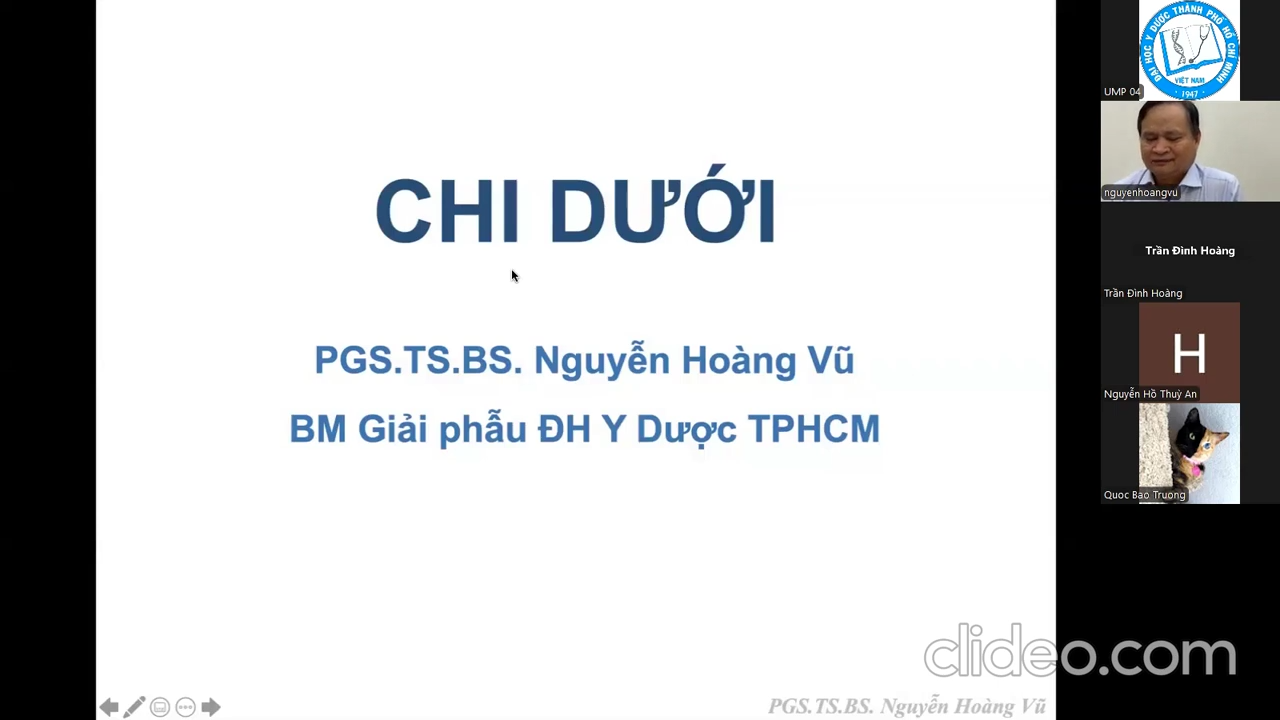 CHI DƯỚI
PGS.TS.BS. Nguyễn Hoàng Vũ
BM Giải phẫu ĐH Y Dược TPHCM
PGS.TS.BS. Nguyễn Hoàng Vũ
clideo.com
ĐẠI HỌC Y DƯỢC THÀNH PHỐ HỒ CHÍ MINH
VIỆT NAM
1947
UMP 04
nguyenhoangvu
Trần Đình Hoàng
Trần Đình Hoàng
H
Nguyễn Hồ Thuỳ An
Quoc Bao Truong